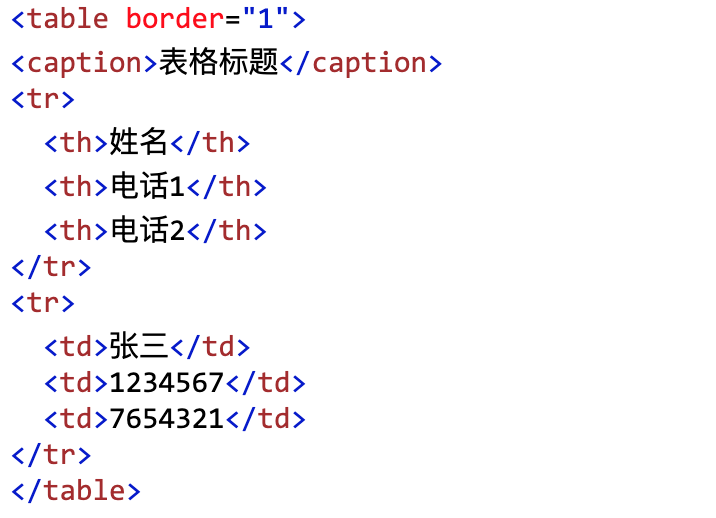 <table border="1">
<caption>表格标题</caption>
<tr>
  <th>姓名</th>
  <th>电话1</th>
  <th>电话2</th>
</tr>
<tr>
  <td>张三</td>
  <td>1234567</td>
  <td>7654321</td>
</tr>
</table>